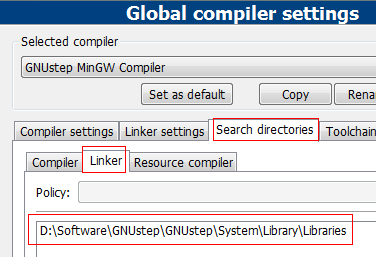 Global compiler settings
Selected compiler
GNUstep MinGW Compiler
Set as default Copy Rena
Compiler settings Linker settings Search directories Toolchain
Compiler Linker Resource compiler
Policy:
D:\Software\GNUstep\GNUstep\System\Library\Libraries